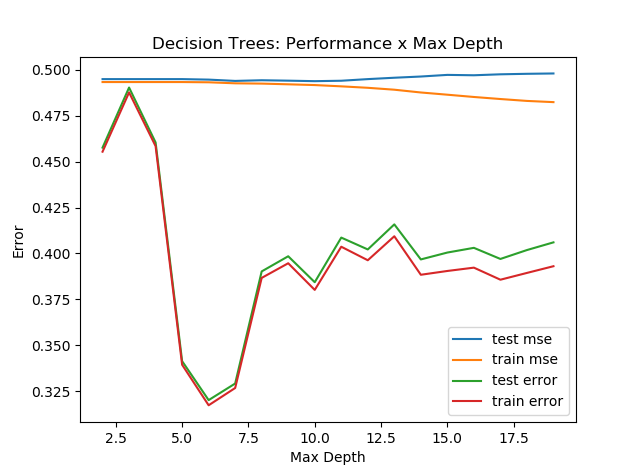 Decision Trees: Performance x Max Depth
0.500
0.475
0.450
0.425
0.400
0.375
0.350
0.325
Error
2.5 5.0 7.5 10.0 12.5 15.0 17.5
Max Depth
test mse
train mse
test error
train error